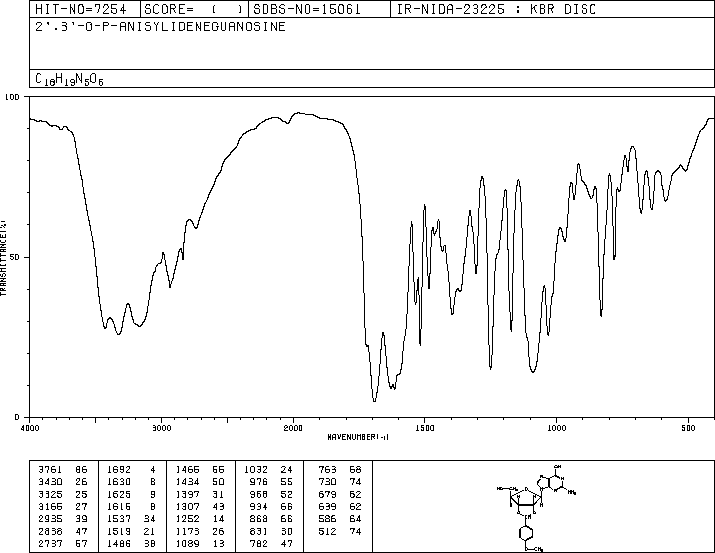 HIT-NO=7254 SCORE= ( ) SDBS-NO=15061 IR-NIDA-23225 : KBR DISC
2',3'-O-P-ANISYLIDENEGUANOSINE
C18H19N5O6
100
50
0
TRANSMITTANCE(%)
4000 3000 2000 1500 1000 500
WAVENUMBER(-1)
3761 86 1692 4 1466 55 1032 24 763 68
3430 26 1630 8 1434 50 976 55 730 74
3325 25 1625 9 1397 31 968 52 679 62
3165 27 1615 8 1307 43 934 66 639 62
2935 39 1537 34 1252 14 868 66 586 64
2838 47 1519 21 1173 26 831 30 512 74
2737 57 1486 38 1089 13 782 47
OH
HO
NH2